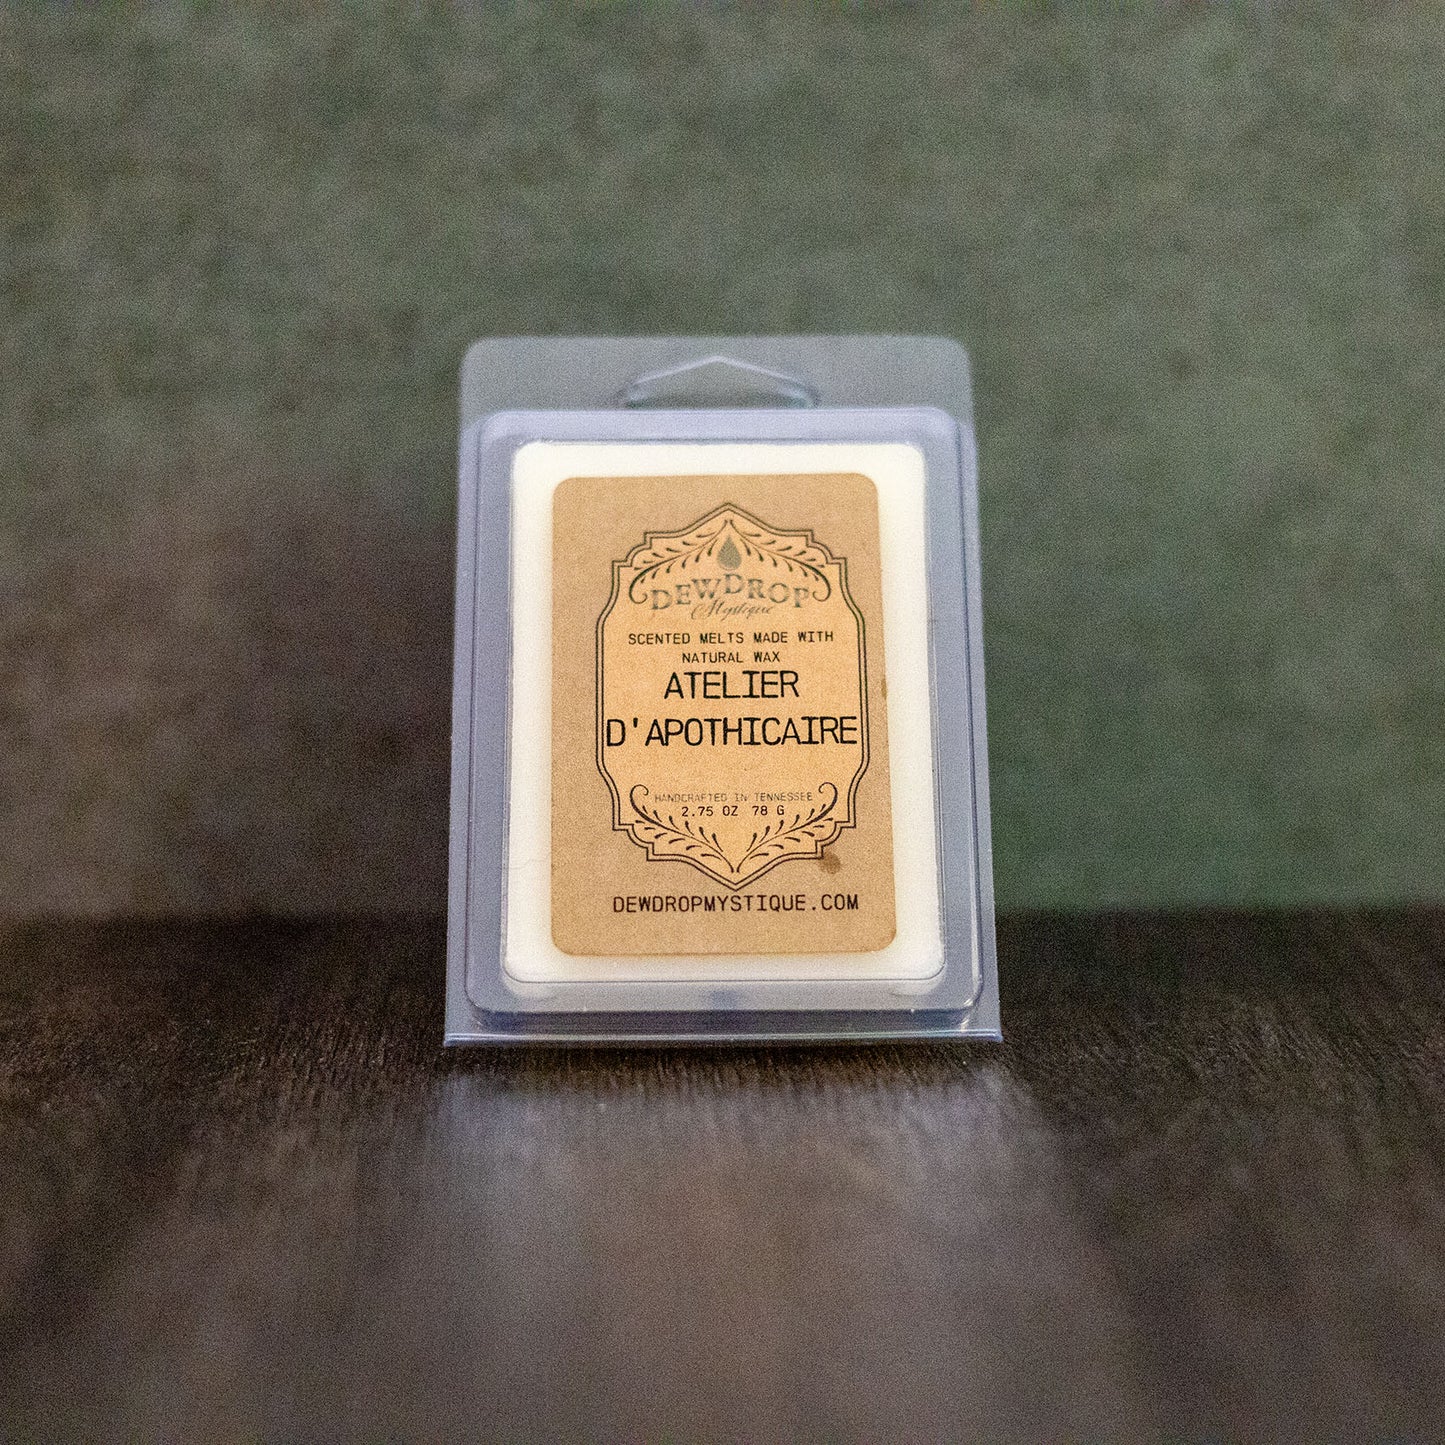 DEWDROP
Mystique
SCENTED MELTS MADE WITH
NATURAL WAX
ATELIER
D'APOTHICAIRE
HANDCRAFTED IN TENNESSEE
2.75 OZ 78 G
DEWDROPMYSTIQUE.COM